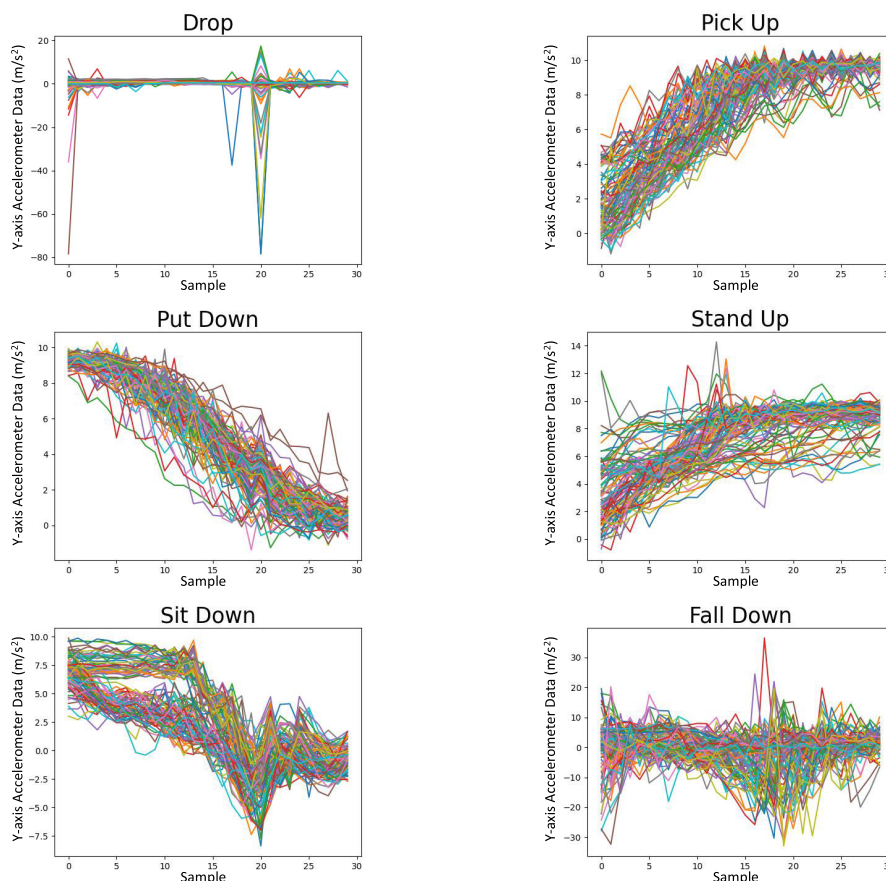 Drop
Y-axis Accelerometer Data (m/s²)
20
0
−20
−40
−60
−80
0 5 10 15 20 25 30
Sample
Pick Up
Y-axis Accelerometer Data (m/s²)
10
8
6
4
2
0
0 5 10 15 20 25 30
Sample
Put Down
Y-axis Accelerometer Data (m/s²)
10
8
6
4
2
0
0 5 10 15 20 25 30
Sample
Stand Up
Y-axis Accelerometer Data (m/s²)
14
12
10
8
6
4
2
0
0 5 10 15 20 25
Sample
Sit Down
Y-axis Accelerometer Data (m/s²)
10.0
7.5
5.0
2.5
0.0
−2.5
−5.0
−7.5
0 5 10 15 20 25 30
Sample
Fall Down
Y-axis Accelerometer Data (m/s²)
30
20
10
0
−10
−20
−30
0 5 10 15 20 25
Sample